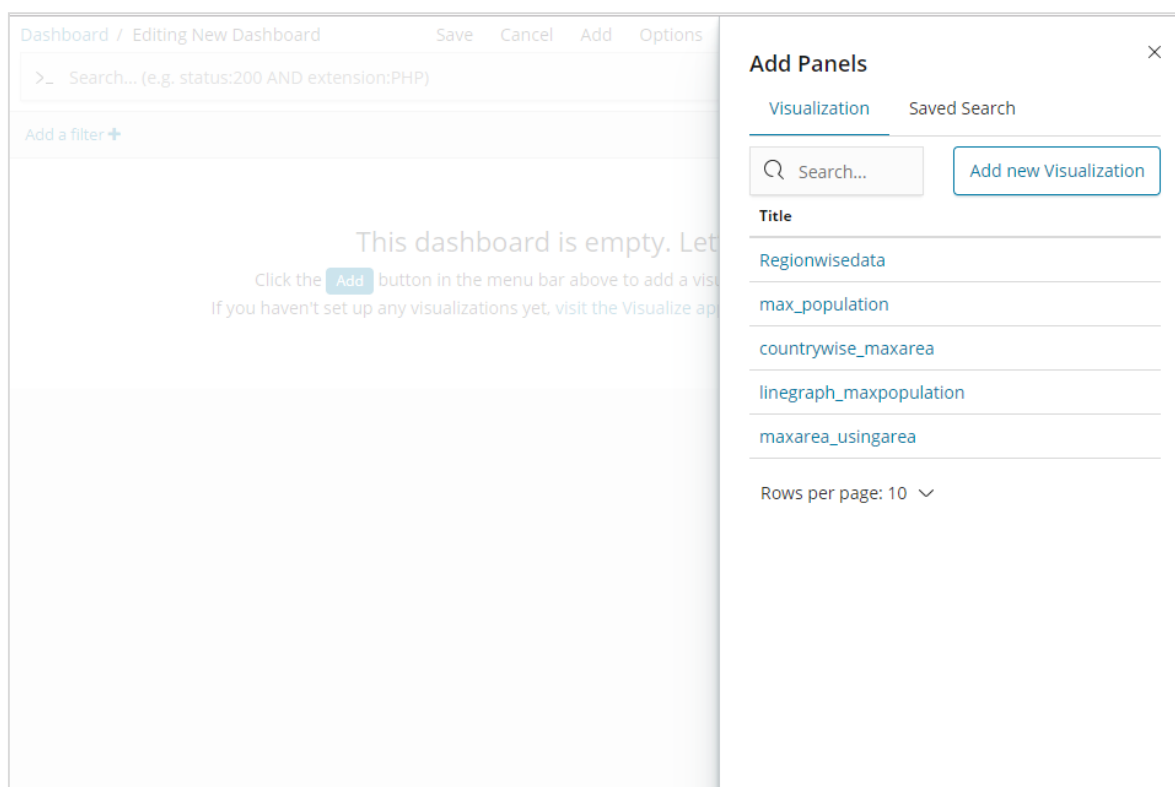 Dashboard / Editing New Dashboard Save Cancel Add Options
>_ Search... (e.g. status:200 AND extension:PHP)
Add a filter +
This dashboard is empty. Let
Click the Add button in the menu bar above to add a
If you haven't set up any visualizations yet, visit the Visualize
Add Panels
Visualization Saved Search
Search... Add new Visualization
Title
Regionwisedata
max_population
countrywise_maxarea
linegraph_maxpopulation
maxarea_usingarea
Rows per page: 10